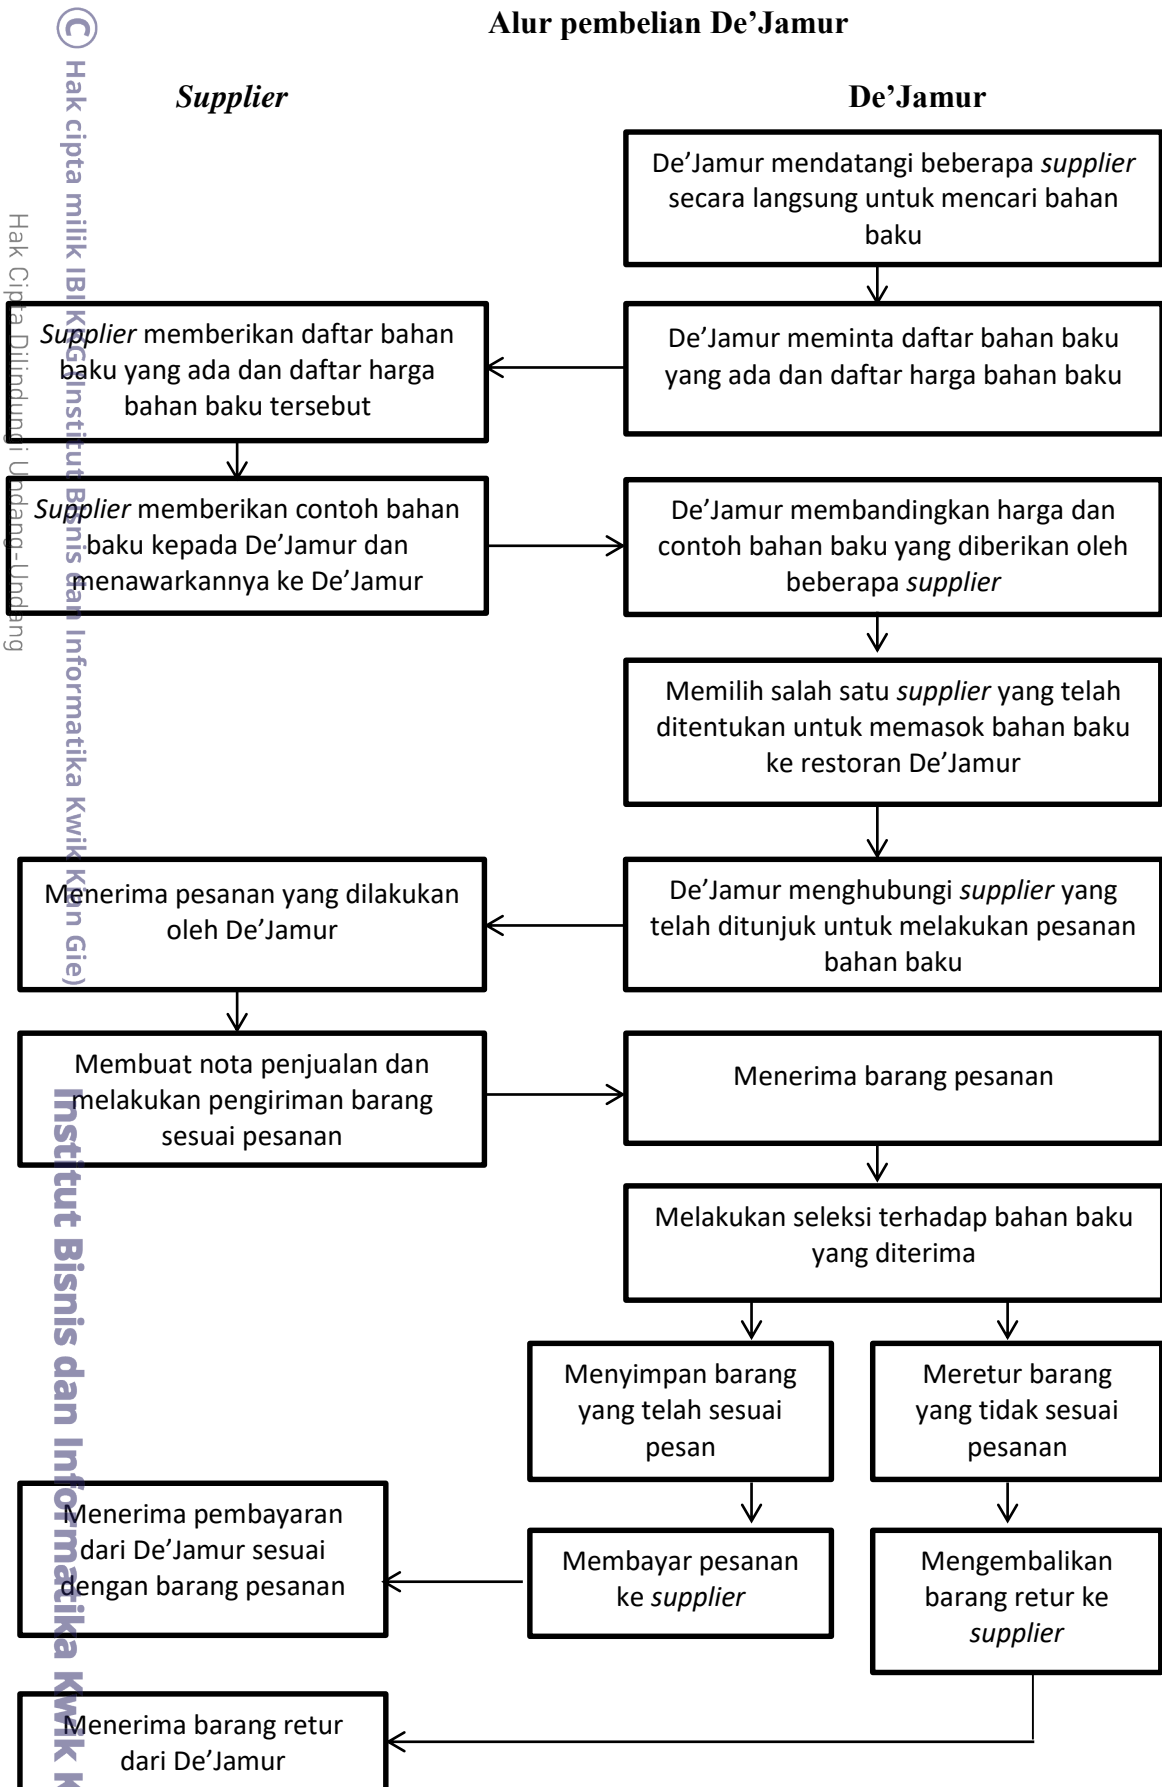 Alur pembelian De’Jamur
Supplier
De’Jamur
De’Jamur mendatangi beberapa supplier
secara langsung untuk mencari bahan
baku
De’Jamur meminta daftar bahan baku
yang ada dan daftar harga bahan baku
Supplier memberikan daftar bahan
baku yang ada dan daftar harga
bahan baku tersebut
Supplier memberikan contoh bahan
baku kepada De’Jamur dan
menawarkannya ke De’Jamur
De’Jamur membandingkan harga dan
contoh bahan baku yang diberikan oleh
beberapa supplier
Memilih salah satu supplier yang telah
ditentukan untuk memasok bahan baku
ke restoran De’Jamur
De’Jamur menghubungi supplier yang
telah ditunjuk untuk melakukan pesanan
bahan baku
Menerima pesanan yang dilakukan
oleh De’Jamur
Membuat nota penjualan dan
melakukan pengiriman barang
sesuai pesanan
Menerima barang pesanan
Melakukan seleksi terhadap bahan baku
yang diterima
Menyimpan barang
yang telah sesuai
pesan
Meretur barang
yang tidak sesuai
pesanan
Membayar pesanan
ke supplier
Mengembalikan
barang retur ke
supplier
Menerima pembayaran
dari De’Jamur sesuai
dengan barang pesanan
Menerima barang retur
dari De’Jamur
© Hak cipta milik IBI KKG (Institut Bisnis dan Informatika Kwik Kian Gie)
Hak Cipta Dilindungi Undang-Undang
Institut Bisnis dan Informatika Kwik K